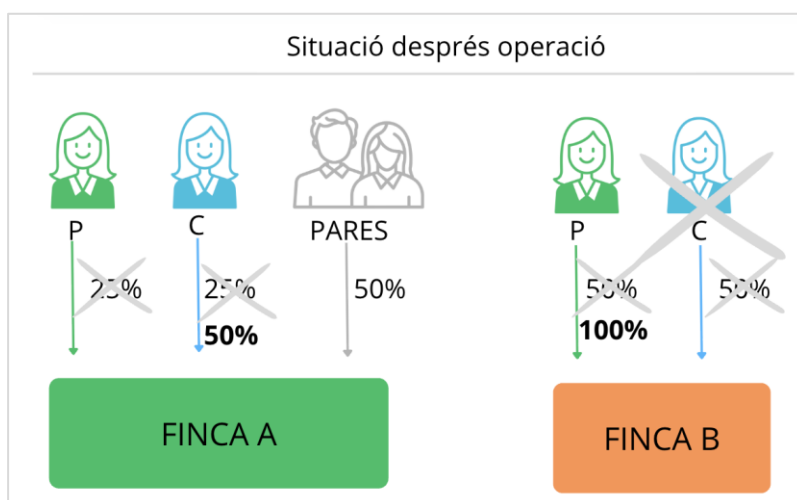 Situació després operació
P
C
PARES
P
C
25%
25%
50%
50%
50%
50%
100%
FINCA A
FINCA B